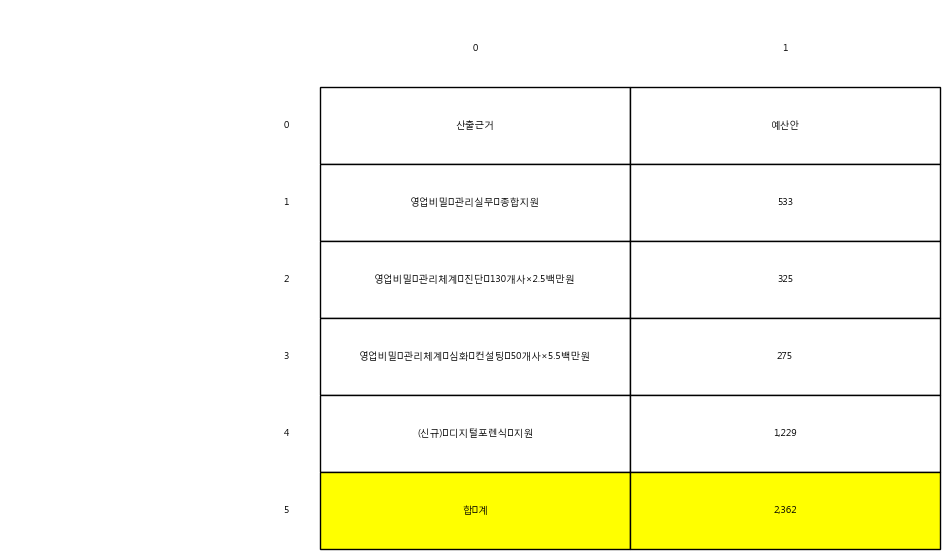 0 1
0 산출근거 예산안
1 영업비밀□관리실무□종합지원 533
2 영업비밀□관리체계□진단□130개사×2.5백만원 325
3 영업비밀□관리체계□심화□컨설팅□50개사×5.5백만원 275
4 (신규)□디지털포렌식□지원 1,229
5 합□계 2,362